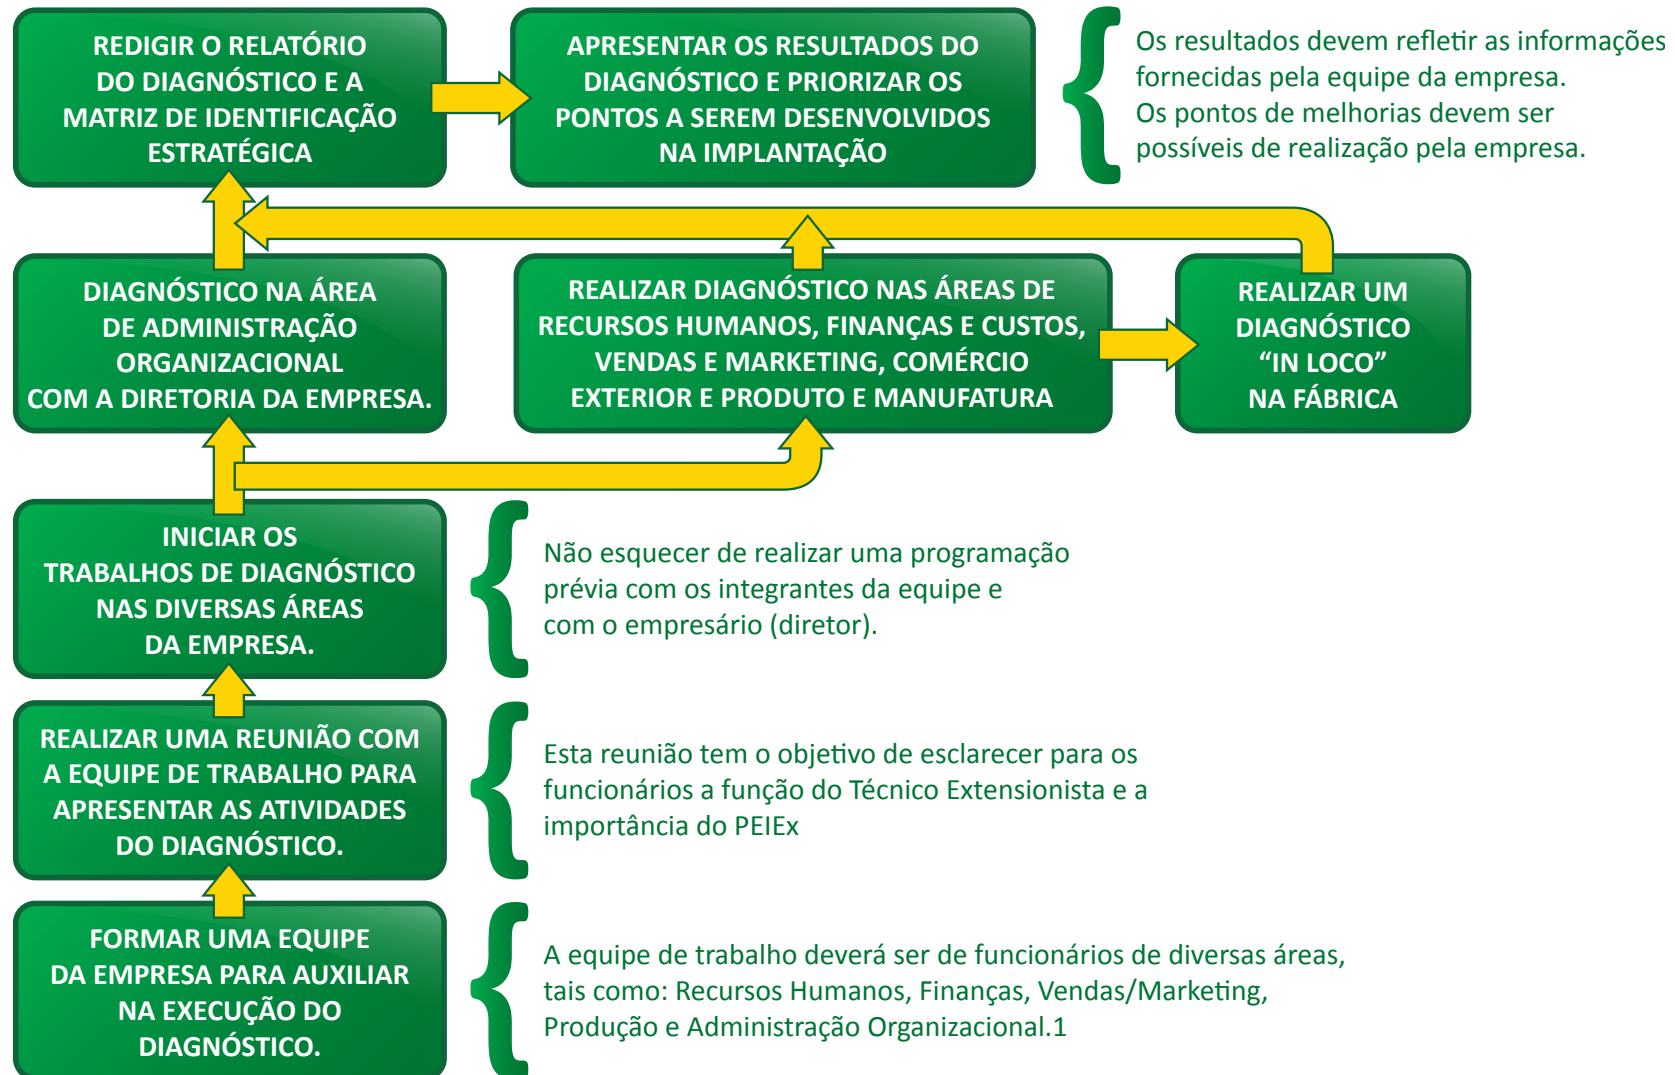 REDIGIR O RELATÓRIO
DO DIAGNÓSTICO E A
MATRIZ DE IDENTIFICAÇÃO
ESTRATÉGICA
APRESENTAR OS RESULTADOS DO
DIAGNÓSTICO E PRIORIZAR OS
PONTOS A SEREM DESENVOLVIDOS
NA IMPLANTAÇÃO
Os resultados devem refletir as informações
fornecidas pela equipe da empresa.
Os pontos de melhorias devem ser
possíveis de realização pela empresa.
DIAGNÓSTICO NA ÁREA
DE ADMINISTRAÇÃO
ORGANIZACIONAL
COM A DIRETORIA DA EMPRESA.
REALIZAR DIAGNÓSTICO NAS ÁREAS DE
RECURSOS HUMANOS, FINANÇAS E CUSTOS,
VENDAS E MARKETING, COMÉRCIO
EXTERIOR E PRODUTO E MANUFATURA
REALIZAR UM
DIAGNÓSTICO
“IN LOCO”
NA FÁBRICA
INICIAR OS
TRABALHOS DE DIAGNÓSTICO
NAS DIVERSAS ÁREAS
DA EMPRESA.
Não esquecer de realizar uma programação
prévia com os integrantes da equipe e
com o empresário (diretor).
REALIZAR UMA REUNIÃO COM
A EQUIPE DE TRABALHO PARA
APRESENTAR AS ATIVIDADES
DO DIAGNÓSTICO.
Esta reunião tem o objetivo de esclarecer para os
funcionários a função do Técnico Extensionista e a
importância do PEIEx
FORMAR UMA EQUIPE
DA EMPRESA PARA AUXILIAR
NA EXECUÇÃO DO
DIAGNÓSTICO.
A equipe de trabalho deverá ser de funcionários de diversas áreas,
tais como: Recursos Humanos, Finanças, Vendas/Marketing,
Produção e Administração Organizacional.1